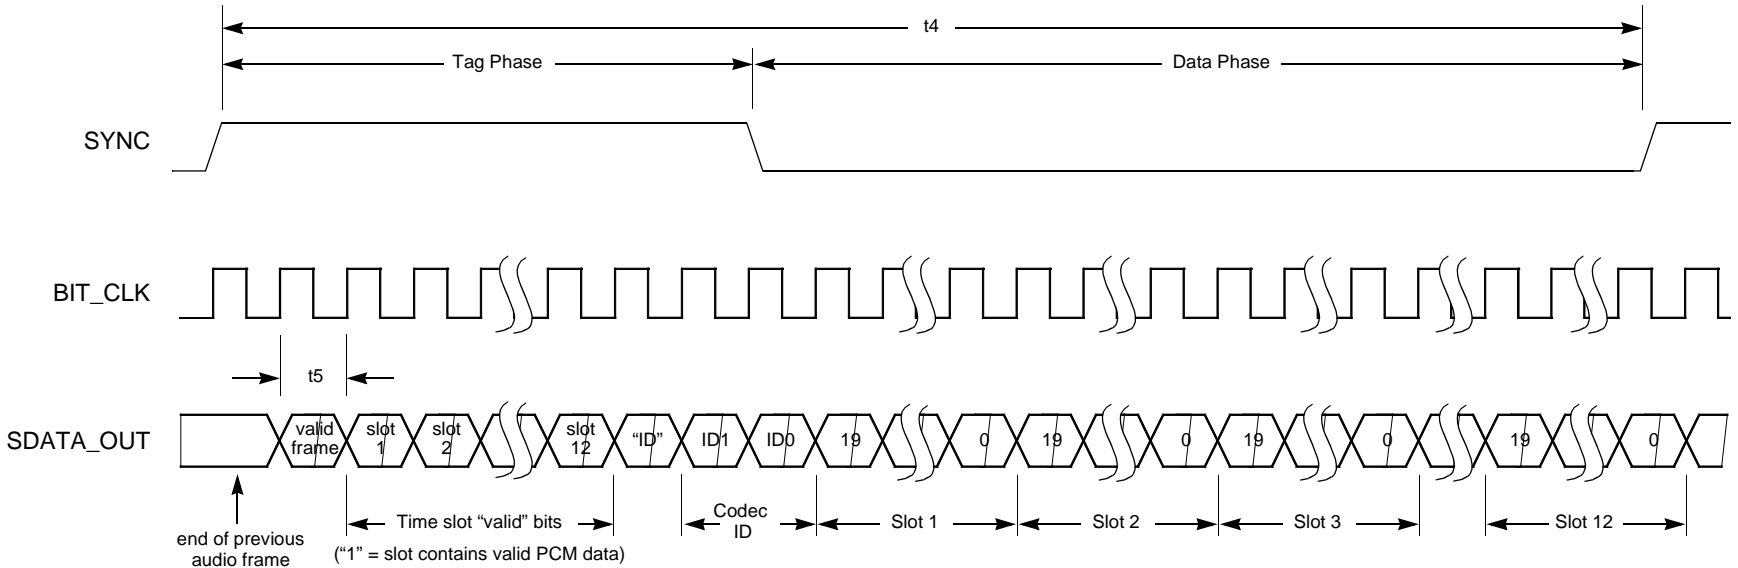 t4
Tag Phase
Data Phase
SYNC
BIT_CLK
t5
SDATA_OUT
valid
frame
slot
1
slot
2
slot
12
“ID”
ID1
ID0
19
0
19
0
19
0
19
0
end of previous
audio frame
Time slot “valid” bits
(“1” = slot contains valid PCM data)
Codec
ID
Slot 1
Slot 2
Slot 3
Slot 12